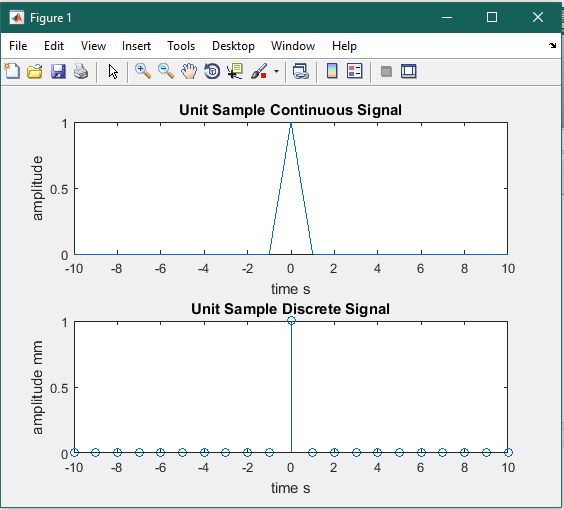 Figure 1
File Edit View Insert Tools Desktop Window Help
Unit Sample Continuous Signal
1
0.5
0
amplitude
-10 -8 -6 -4 -2 0 2 4 6 8 10
time s
Unit Sample Discrete Signal
1
0.5
0
amplitude mm
-10 -8 -6 -4 -2 0 2 4 6 8 10
time s